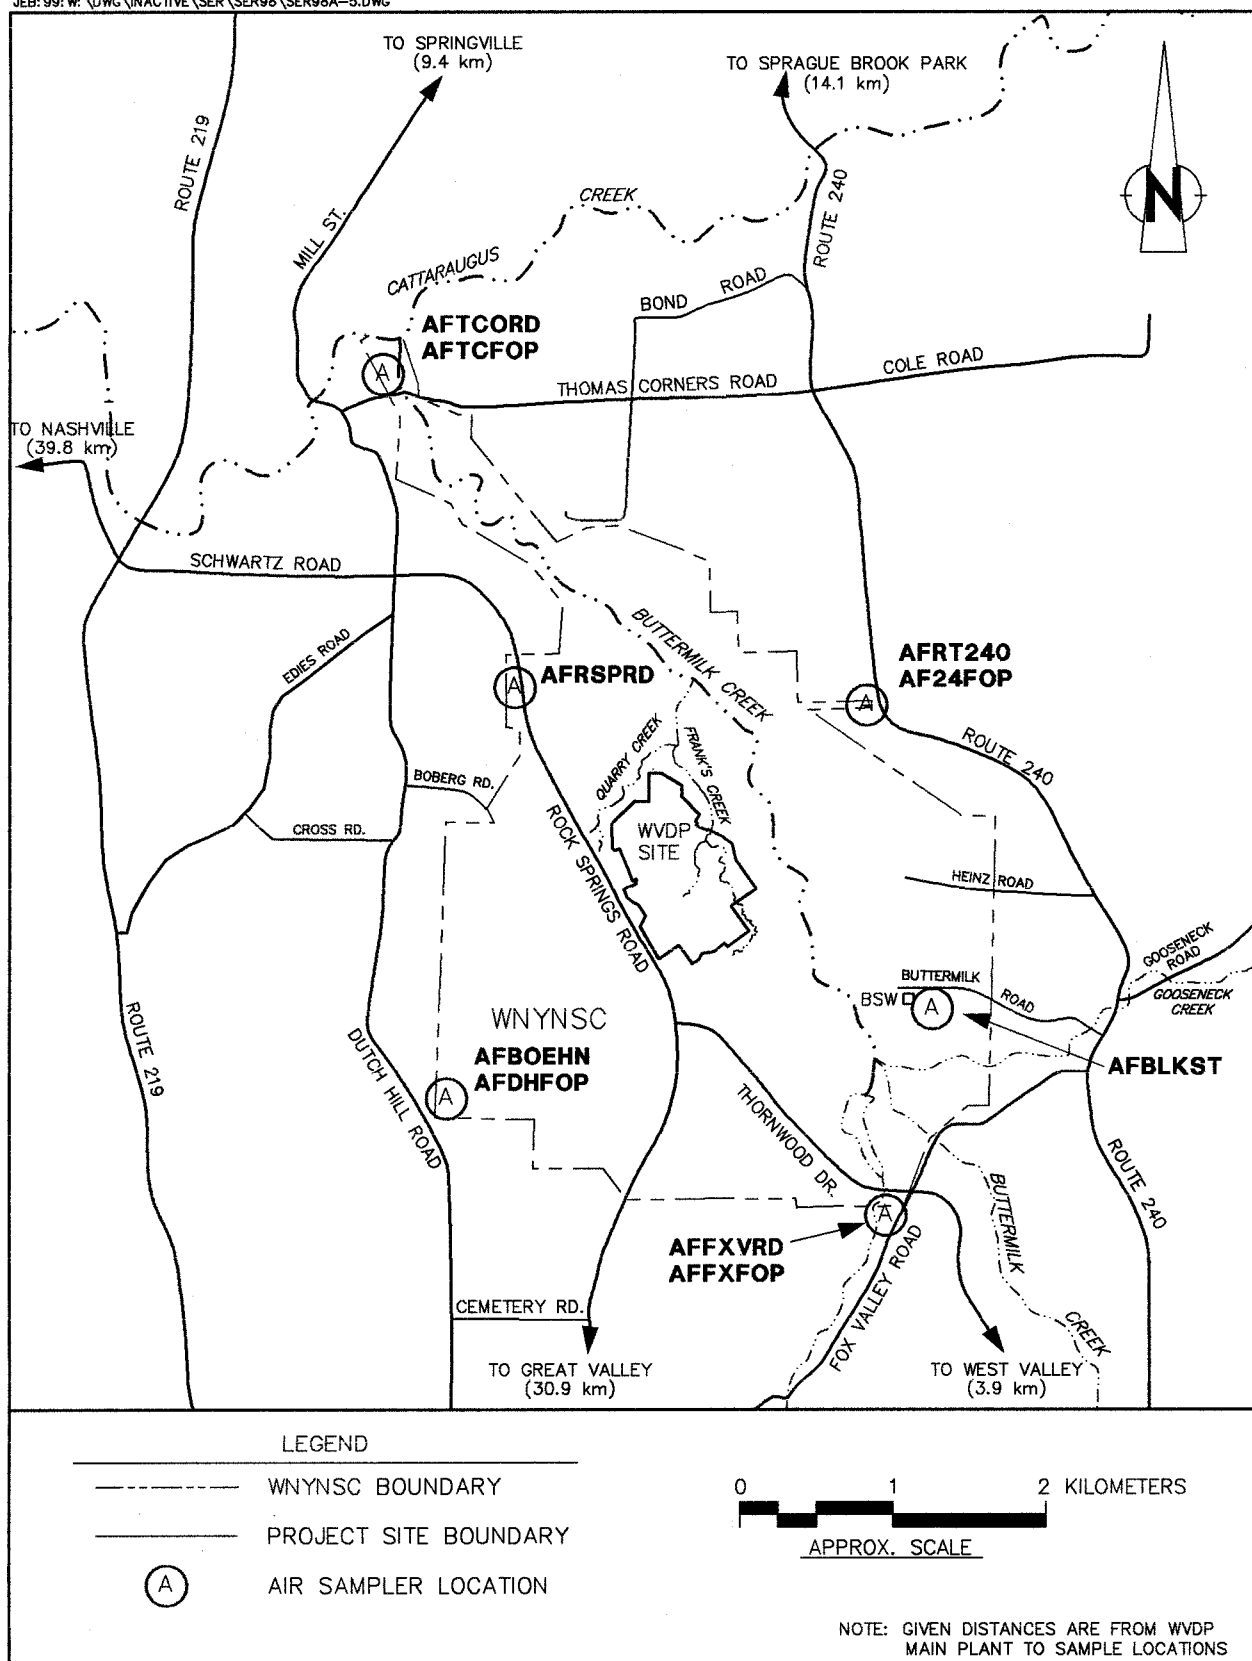 JEB: 99: W: \DWG \INACTIVE \SER \SER98 \SER98A-5.DWG
TO SPRINGVILLE
(9.4 km)
TO SPRAGUE BROOK PARK
(14.1 km)
ROUTE 219
MILL ST.
CREEK
CATTARAUGUS
ROUTE 240
N
BOND ROAD
AFTCORD
AFTCFOP
A
THOMAS CORNERS ROAD
COLE ROAD
TO NASHVILLE
(39.8 km)
SCHWARTZ ROAD
EDIES ROAD
BUTTERMILK CREEK
AFRSPRD
A
AFRT240
AF24FOP
A
ROUTE 240
QUARRY CREEK
FRANK'S CREEK
BOBERG RD.
CROSS RD.
ROCK SPRINGS ROAD
WVDP
SITE
HEINZ ROAD
GOOSENECK
ROAD
GOOSENECK
CREEK
BUTTERMILK
ROAD
BSW
A
WNYNSC
ROUTE 219
DUTCH HILL ROAD
AFBOEHN
AFDHFOP
A
AFBLKST
THORNWOOD DR.
ROUTE 240
BUTTERMILK
CREEK
A
AFFXVRD
AFFXFOP
FOX VALLEY ROAD
CEMETERY RD.
TO GREAT VALLEY
(30.9 km)
TO WEST VALLEY
(3.9 km)
LEGEND
WNYNSC BOUNDARY
PROJECT SITE BOUNDARY
A AIR SAMPLER LOCATION
0 1 2 KILOMETERS
APPROX. SCALE
NOTE: GIVEN DISTANCES ARE FROM WVDP
MAIN PLANT TO SAMPLE LOCATIONS